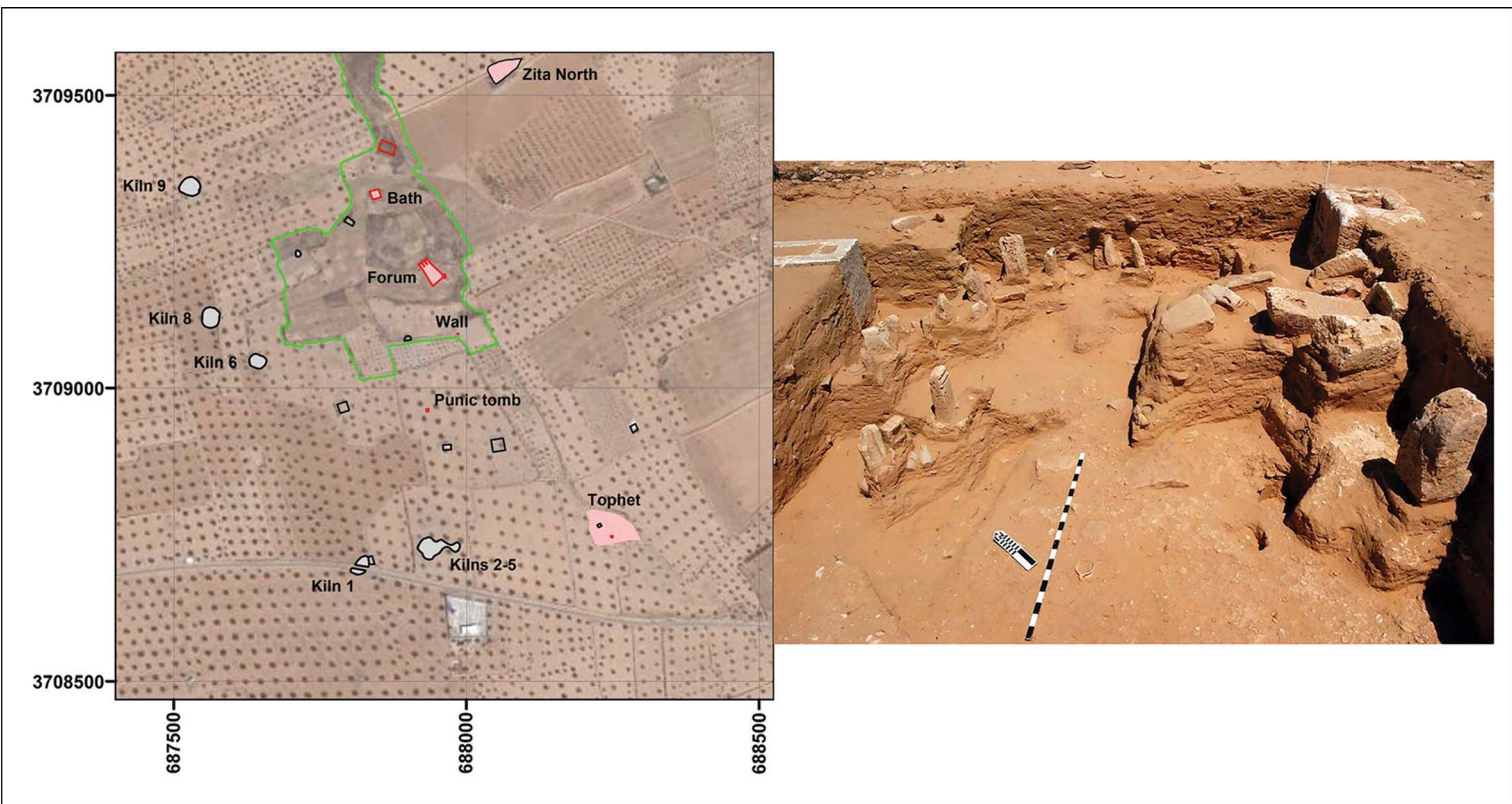 Zita North
3709500
Kiln 9
Bath
Forum
Kiln 8
Wall
Kiln 6
3709000
Punic tomb
Tophet
Kilns 2-5
Kiln 1
3708500
687500
688000
688500